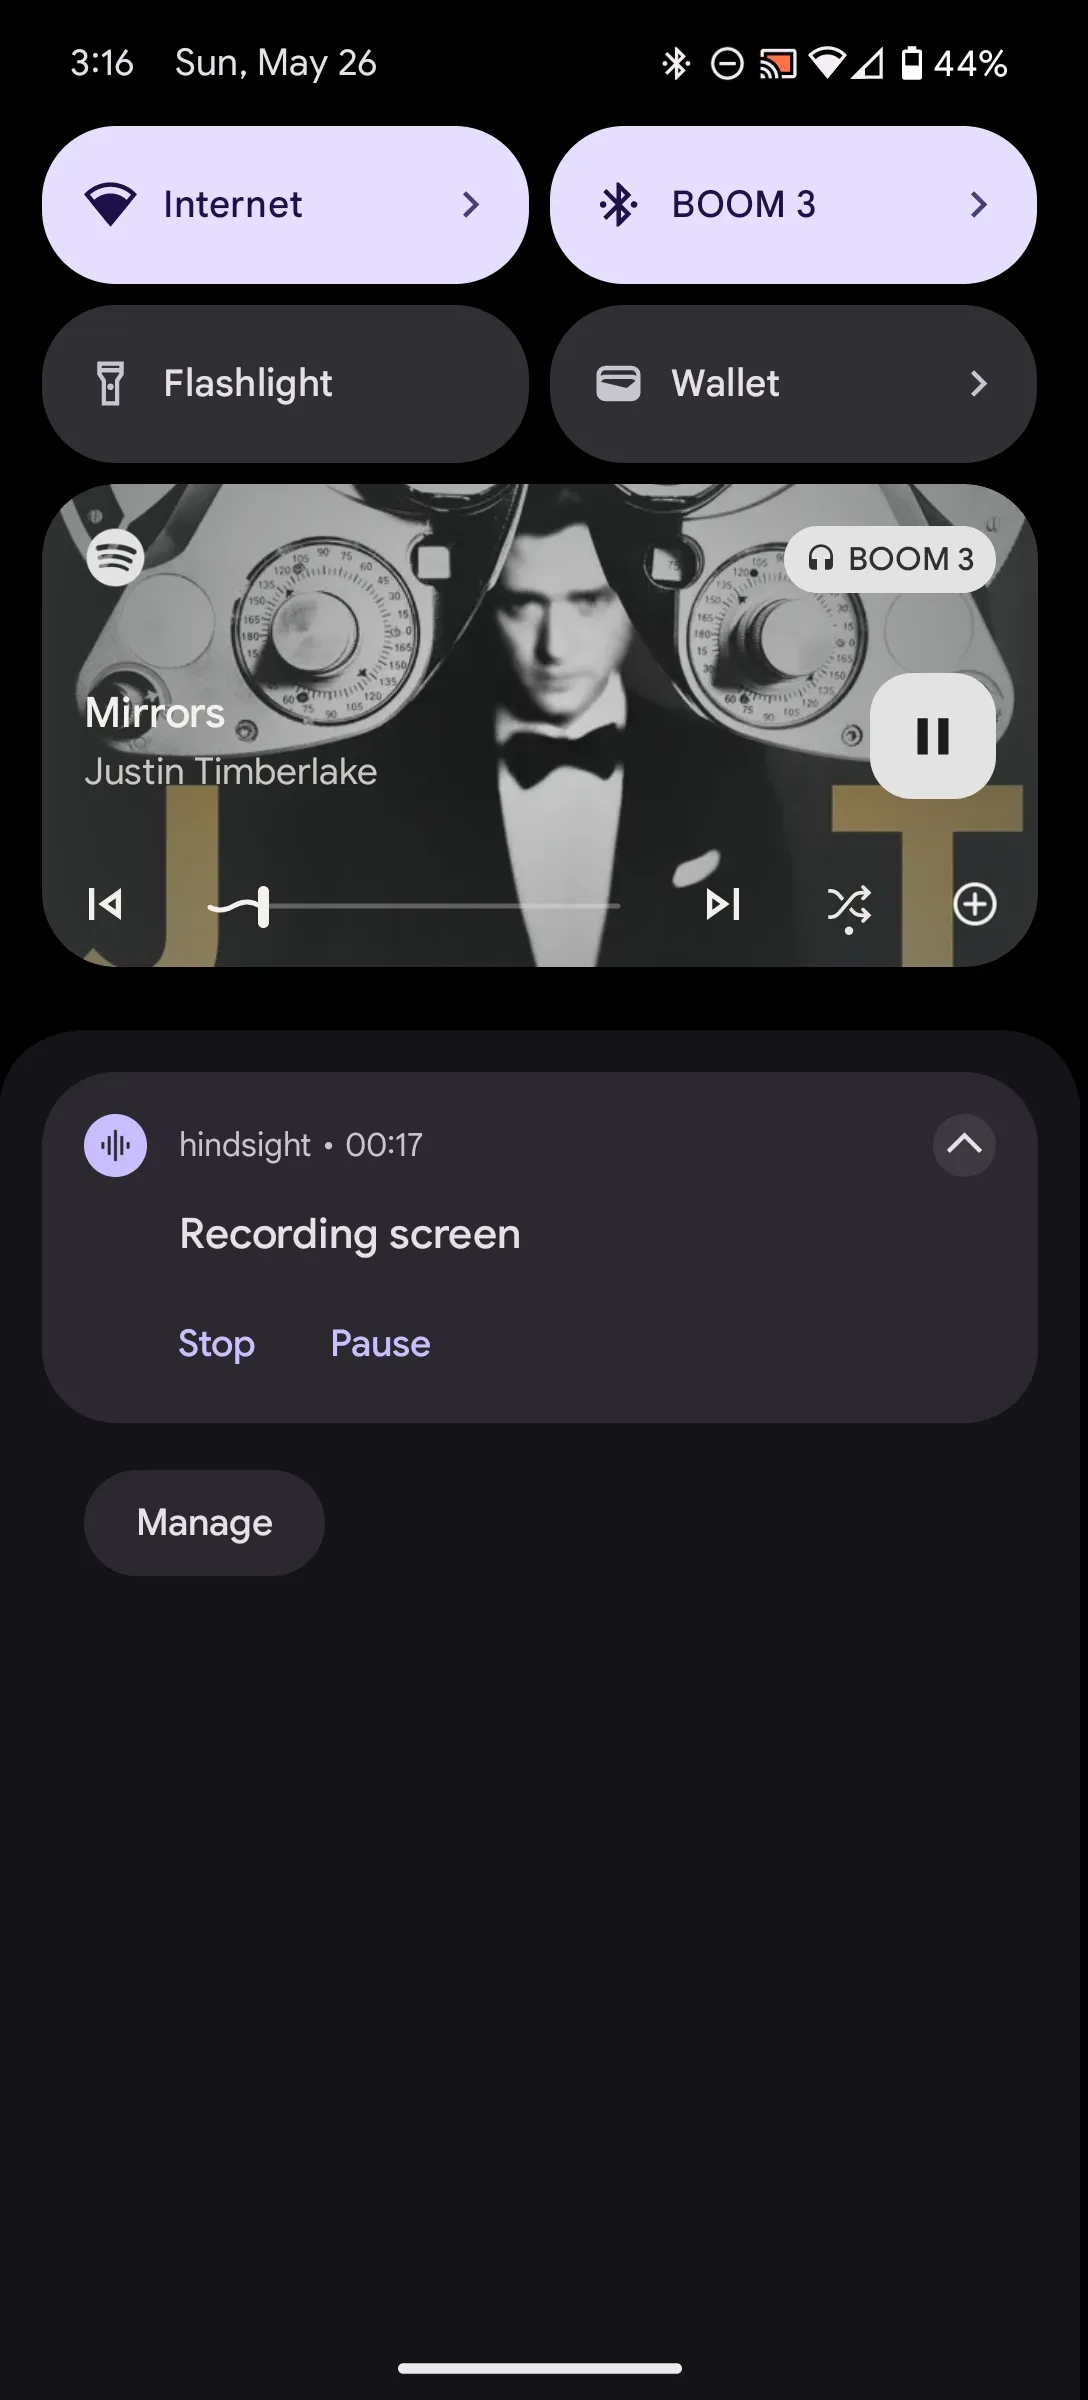 3:16 Sun, May 26 44%
Internet
BOOM 3
Flashlight
Wallet
BOOM 3
Mirrors
Justin Timberlake
J T
hindsight • 00:17
Recording screen
Stop Pause
Manage